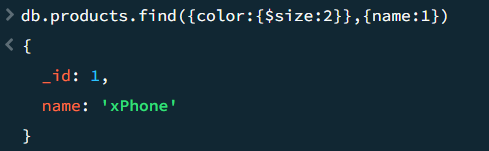 > db.products.find({color:{$size:2}},{name:1})
< {
_id: 1,
name: 'xPhone'
}